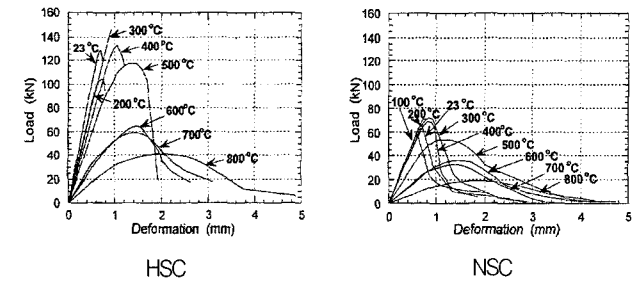 160
140
120
100
80
60
40
20
0
Load (kN)
300°C
23°C
400°C
500°C
200°C
600°C
700°C
800°C
0 1 2 3 4 5
Deformation (mm)
HSC
160
140
120
100
80
60
40
20
0
Load (kN)
100°C
23°C
200°C
300°C
400°C
500°C
600°C
700°C
800°C
0 1 2 3 4 5
Deformation (mm)
NSC